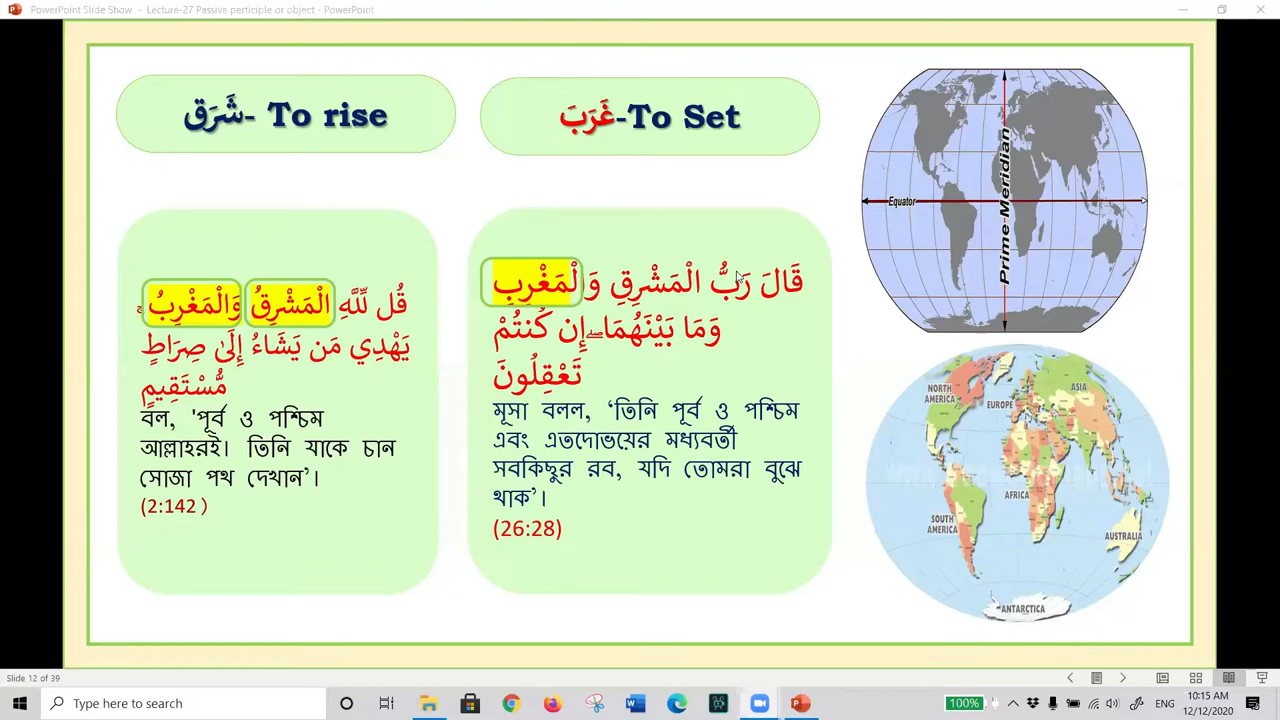 PowerPoint Slide Show - Lecture-27 Passive perticiple or object - PowerPoint
شَرَق- To rise
غَرَبَ-To Set
قُل لِّلَّهِ الْمَشْرِقُ وَالْمَغْرِبُ ۚ
يَهْدِي مَن يَشَاءُ إِلَىٰ صِرَاطٍ
مُّسْتَقِيمٍ
বল, 'পূর্ব ও পশ্চিম
আল্লাহরই। তিনি যাকে চান
সোজা পথ দেখান’।
(2:142 )
قَالَ رَبُّ الْمَشْرِقِ وَالْمَغْرِبِ
وَمَا بَيْنَهُمَا ۖ إِن كُنتُمْ
تَعْقِلُونَ
মূসা বলল, ‘তিনি পূর্ব ও পশ্চিম
এবং এতদোভয়ের মধ্যবর্তী
সবকিছুর রব, যদি তোমরা বুঝে
থাক’।
(26:28)
Equator
Prime Meridian
NORTH
AMERICA
EUROPE
ASIA
AFRICA
SOUTH
AMERICA
AUSTRALIA
ANTARCTICA
Slide 12 of 39
Type here to search
100%
ENG
10:15 AM
12/12/2020